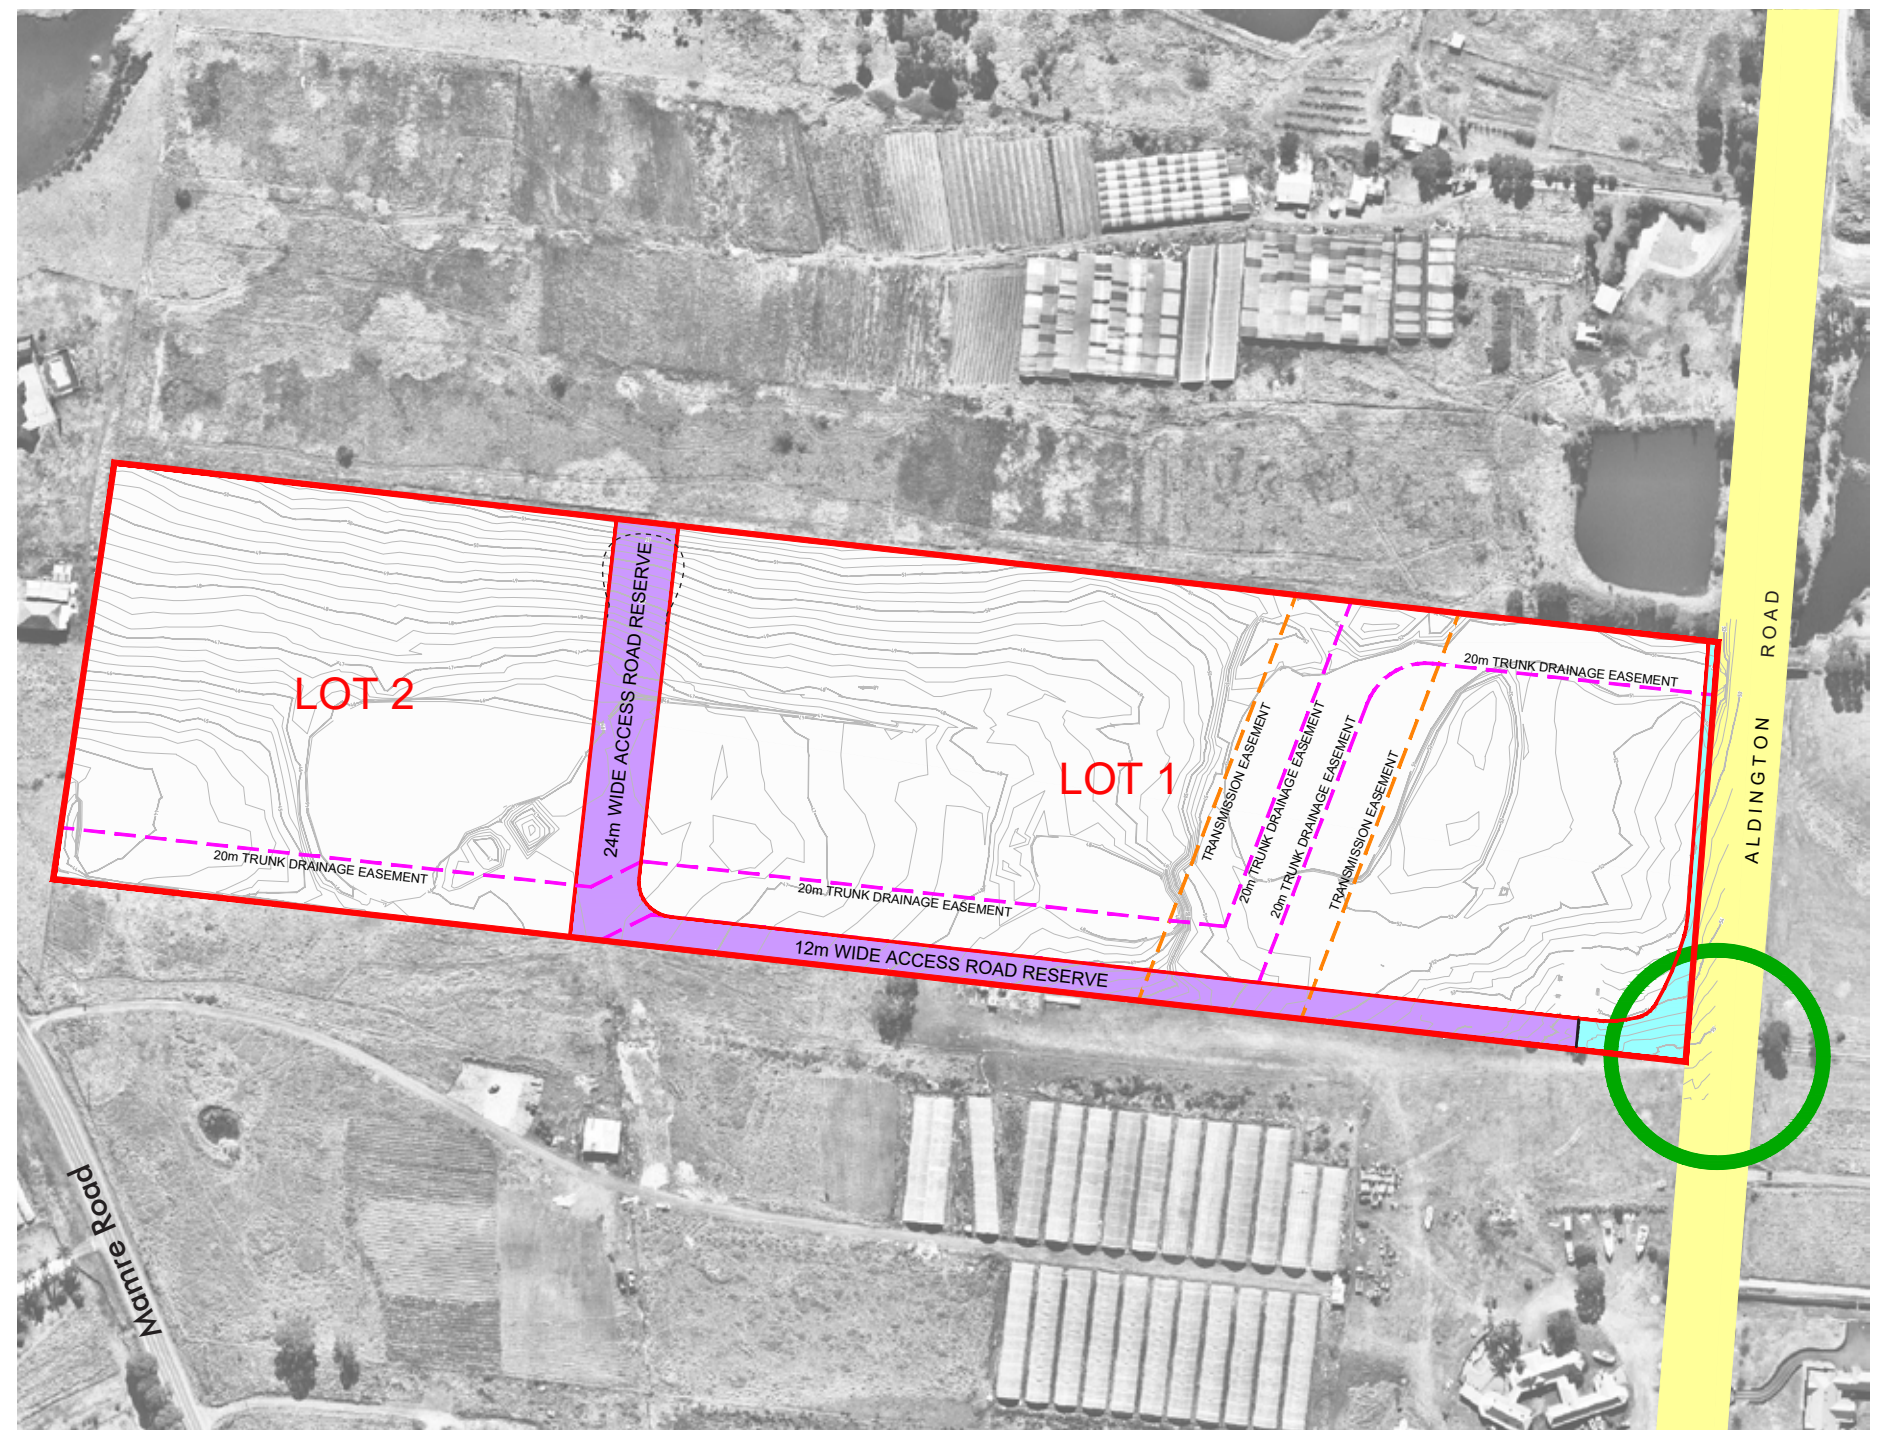 24m WIDE ACCESS ROAD RESERVE
ALDINGTON ROAD
20m TRUNK DRAINAGE EASEMENT
LOT 2
TRANSMISSION EASEMENT
20m TRUNK DRAINAGE EASEMENT
20m TRUNK DRAINAGE EASEMENT
TRANSMISSION EASEMENT
LOT 1
20m TRUNK DRAINAGE EASEMENT
20m TRUNK DRAINAGE EASEMENT
12m WIDE ACCESS ROAD RESERVE
Mamre Road